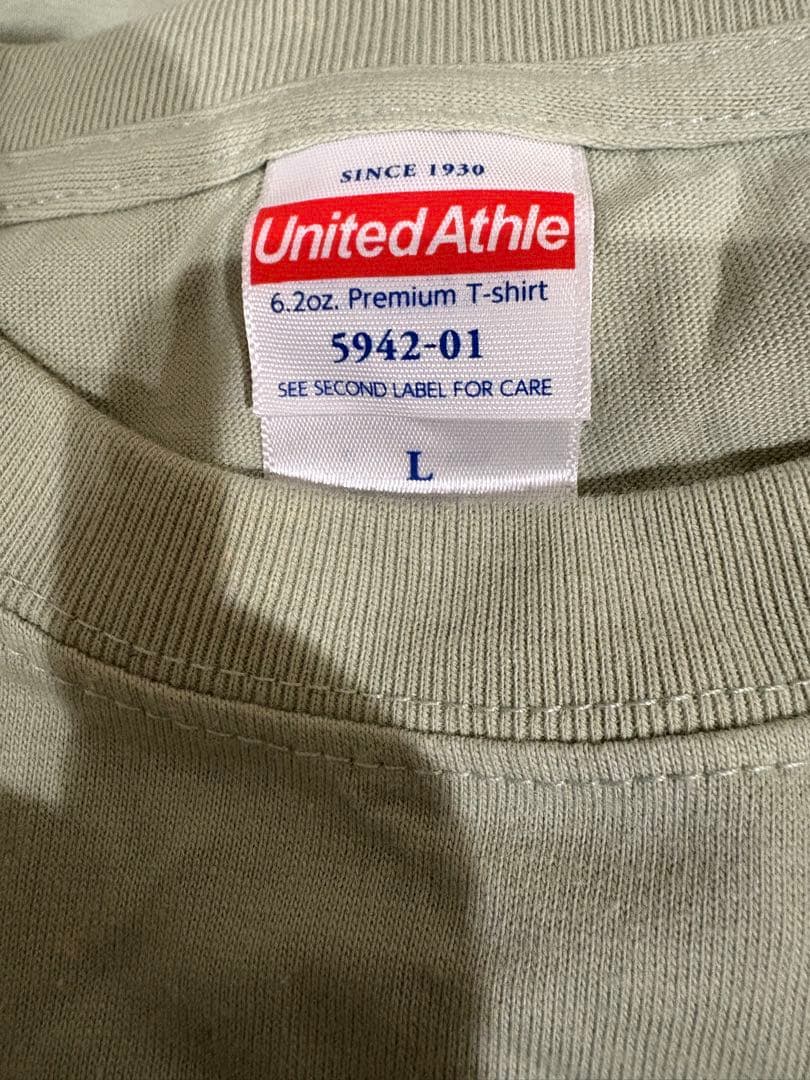 SINCE 1930
United Athle
6.2oz. Premium T-shirt
5942-01
SEE SECOND LABEL FOR CARE
L